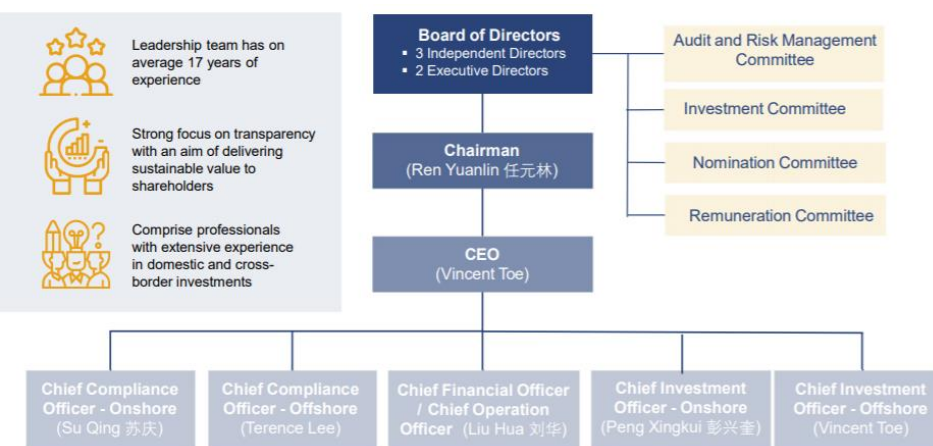 Leadership team has on
average 17 years of
experience
Strong focus on transparency
with an aim of delivering
sustainable value to
shareholders
Comprise professionals
with extensive experience
in domestic and cross-
border investments
Board of Directors
▪ 3 Independent Directors
▪ 2 Executive Directors
Audit and Risk Management
Committee
Investment Committee
Nomination Committee
Remuneration Committee
Chairman
(Ren Yuanlin 任元林)
CEO
(Vincent Toe)
Chief Compliance
Officer - Onshore
(Su Qing 苏庆)
Chief Compliance
Officer - Offshore
(Terence Lee)
Chief Financial Officer
/ Chief Operation
Officer (Liu Hua 刘华)
Chief Investment
Officer - Onshore
(Peng Xingkui 彭兴奎)
Chief Investment
Officer - Offshore
(Vincent Toe)